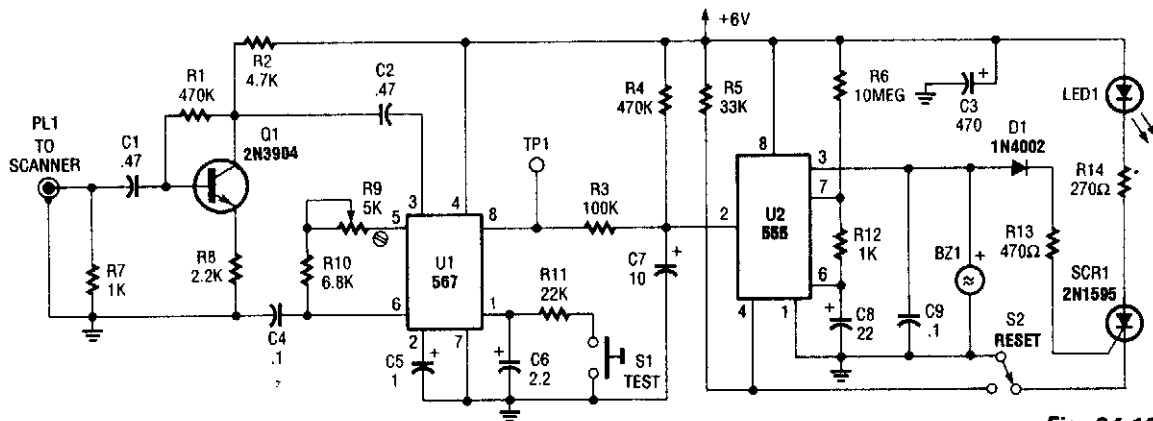 +6V
R1
470K
R2
4.7K
C2
.47
R4
470K
R5
33K
R6
10MEG
C3
470
+
LED1
PL1
TO
SCANNER
C1
.47
Q1
2N3904
TP1
D1
1N4002
R14
270Ω
R9
5K
3
4
5
8
R3
100K
2
8
3
7
U2
555
R12
1K
R13
470Ω
BZ1
+
SCR1
2N1595
R7
1K
R8
2.2K
R10
6.8K
U1
567
R11
22K
C7
10
+
6
1
6
+
C8
22
C9
.1
S2
RESET
C4
.1
2
7
C5
1
+
+
C6
2.2
S1
TEST
4
1